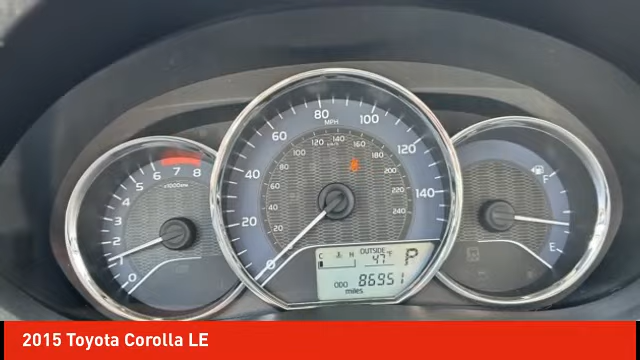 80
MPH
100
60
120
40
140
20
0
120 140
km/h
160
100
180
80
200
60
220
40
240
20
5 6 7 8
4
3
2
1
0
×1000r/min
F
E
C H
OUTSIDE
47°F
P
ODO 86951
miles
2015 Toyota Corolla LE